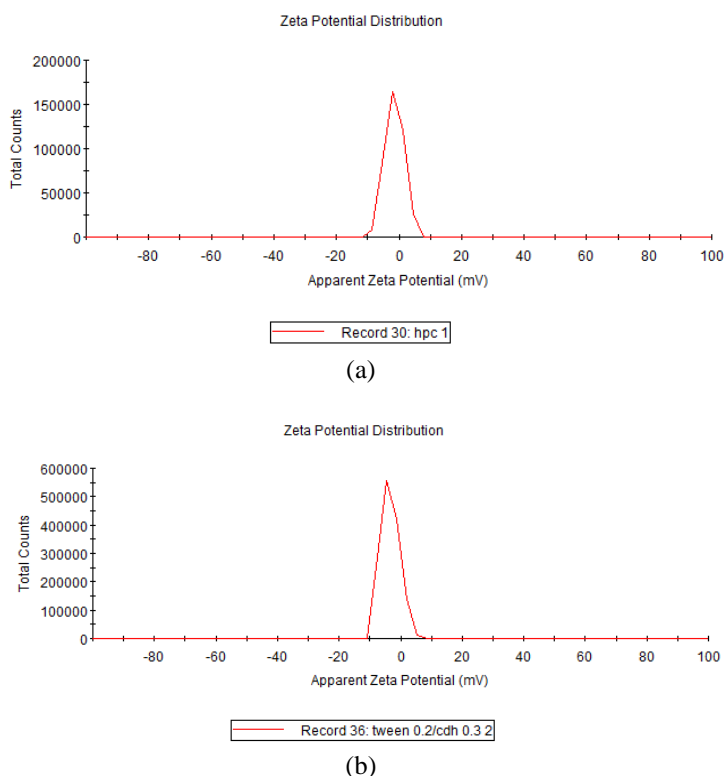 Zeta Potential Distribution
200000
150000
100000
50000
0
Total Counts
-80 -60 -40 -20 0 20 40 60 80 100
Apparent Zeta Potential (mV)
Record 30: hpc 1
(a)
Zeta Potential Distribution
600000
500000
400000
300000
200000
100000
0
Total Counts
-80 -60 -40 -20 0 20 40 60 80 100
Apparent Zeta Potential (mV)
Record 36: tween 0.2/cdh 0.3 2
(b)